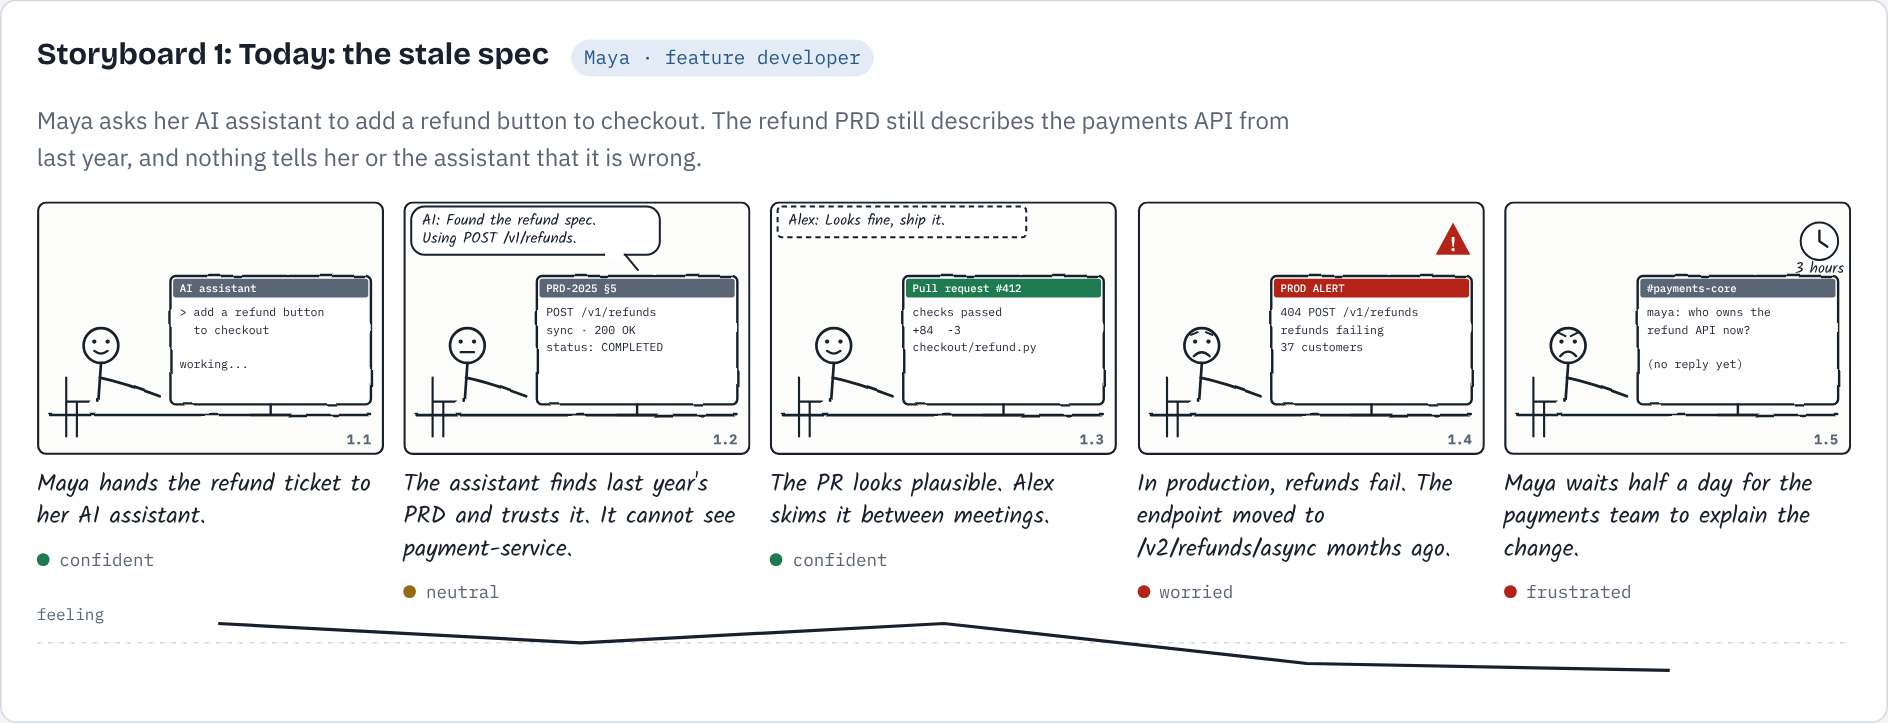 Storyboard 1: Today: the stale spec
Maya · feature developer
Maya asks her AI assistant to add a refund button to checkout. The refund PRD still describes the payments API from
last year, and nothing tells her or the assistant that it is wrong.
AI assistant
> add a refund button
to checkout
working...
1.1
Maya hands the refund ticket to
her AI assistant.
confident
AI: Found the refund spec.
Using POST /v1/refunds.
PRD-2025 §5
POST /v1/refunds
sync · 200 OK
status: COMPLETED
1.2
The assistant finds last year's
PRD and trusts it. It cannot see
payment-service.
neutral
Alex: Looks fine, ship it.
Pull request #412
checks passed
+84 -3
checkout/refund.py
1.3
The PR looks plausible. Alex
skims it between meetings.
confident
!
PROD ALERT
404 POST /v1/refunds
refunds failing
37 customers
1.4
In production, refunds fail. The
endpoint moved to
/v2/refunds/async months ago.
worried
3 hours
#payments-core
maya: who owns the
refund API now?
(no reply yet)
1.5
Maya waits half a day for the
payments team to explain the
change.
frustrated
feeling